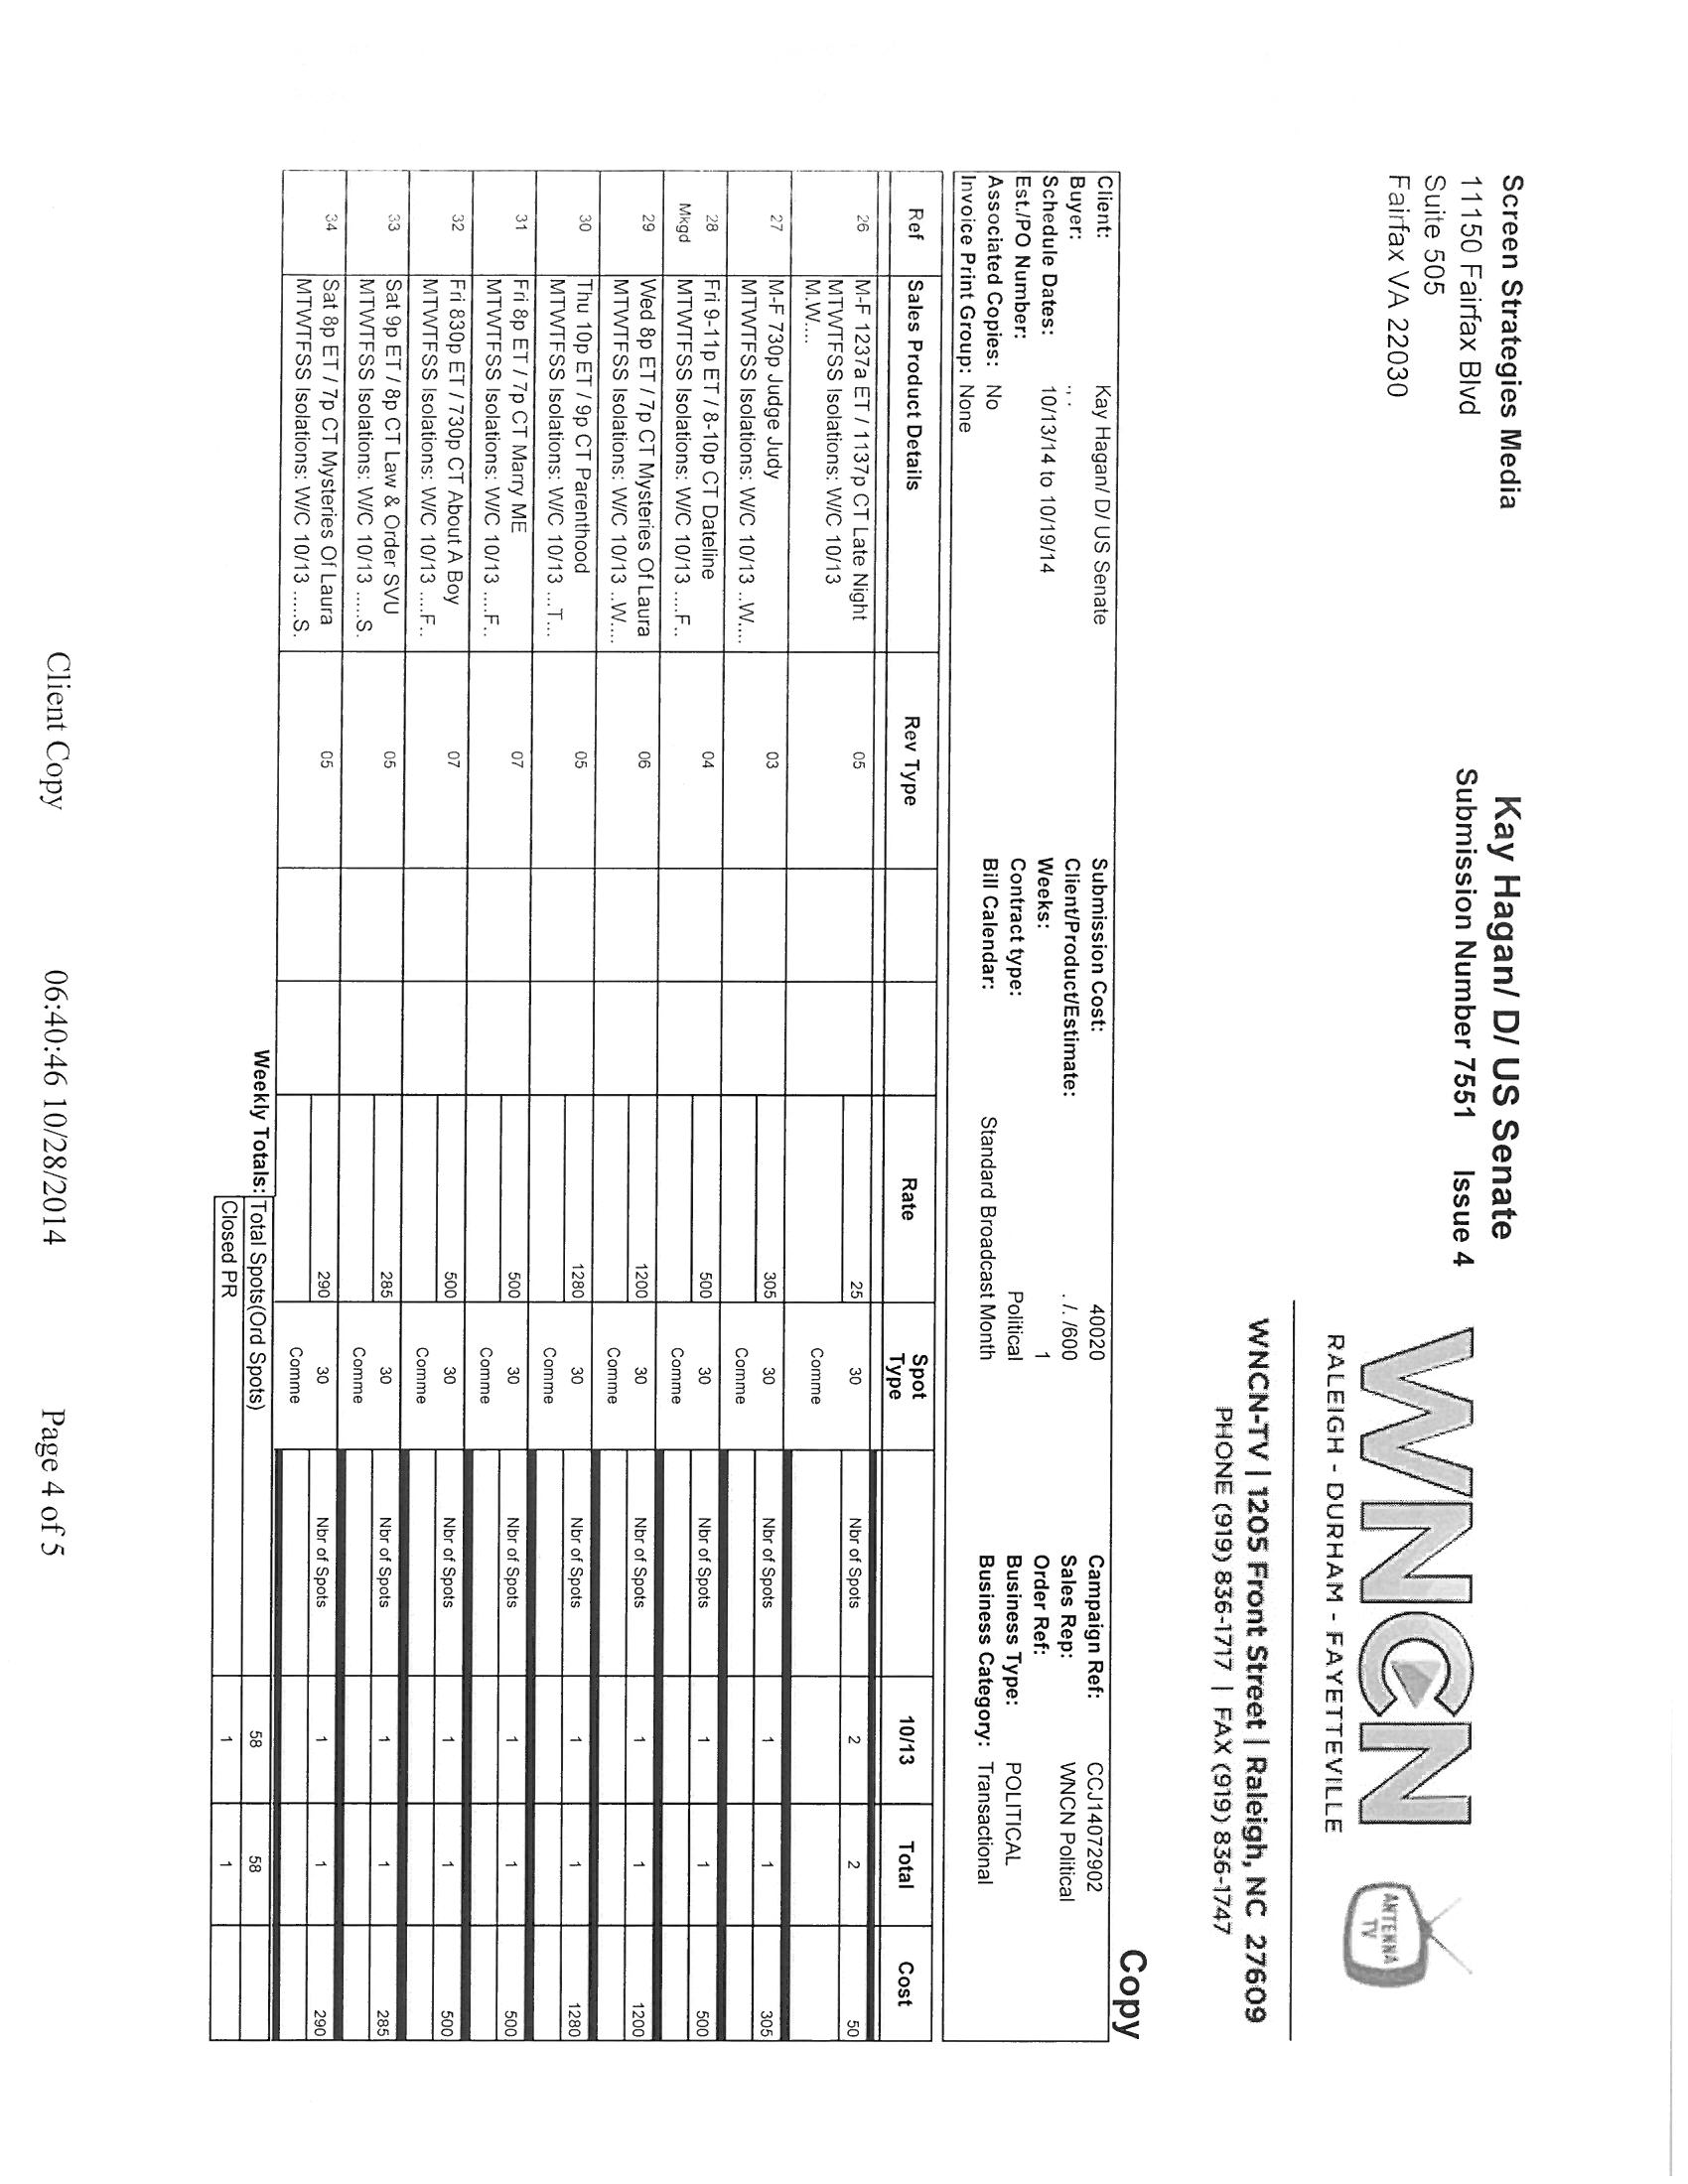 Screen Strategies Media
11150 Fairfax Blvd
Suite 505
Fairfax VA 22030
Kay Hagan/ D/ US Senate
Submission Number 7551 Issue 4
WNCN
RALEIGH - DURHAM - FAYETTEVILLE
ANTENNA
TV
WNCN-TV | 1205 Front Street | Raleigh, NC 27609
PHONE (919) 836-1717 | FAX (919) 836-1747
Copy
Client: Kay Hagan/ D/ US Senate Submission Cost: 40020 Campaign Ref: CCJ14072902
Buyer: Client/Product/Estimate: . /. /600 Sales Rep: WNCN Political
Schedule Dates: 10/13/14 to 10/19/14 Weeks: 1 Order Ref:
Est./PO Number: Contract type: Political Business Type: POLITICAL
Associated Copies: No Bill Calendar: Standard Broadcast Month Business Category: Transactional
Invoice Print Group: None
Ref Sales Product Details Rev Type Rate Spot Type 10/13 Total Cost
26 M-F 1237a ET / 1137p CT Late Night 05 25 30 Nbr of Spots 2 2 50
MTWTFSS Isolations: W/C 10/13
M.W.... Comme
27 M-F 730p Judge Judy 03 305 30 Nbr of Spots 1 1 305
MTWTFSS Isolations: W/C 10/13 ..W.... Comme
28 Fri 9-11p ET / 8-10p CT Dateline 04 500 30 Nbr of Spots 1 1 500
Mkgd MTWTFSS Isolations: W/C 10/13 ....F.. Comme
29 Wed 8p ET / 7p CT Mysteries Of Laura 06 1200 30 Nbr of Spots 1 1 1200
MTWTFSS Isolations: W/C 10/13 ..W.... Comme
30 Thu 10p ET / 9p CT Parenthood 05 1280 30 Nbr of Spots 1 1 1280
MTWTFSS Isolations: W/C 10/13 ...T... Comme
31 Fri 8p ET / 7p CT Marry ME 07 500 30 Nbr of Spots 1 1 500
MTWTFSS Isolations: W/C 10/13 ....F.. Comme
32 Fri 830p ET / 730p CT About A Boy 07 500 30 Nbr of Spots 1 1 500
MTWTFSS Isolations: W/C 10/13 ....F.. Comme
33 Sat 9p ET / 8p CT Law & Order SVU 05 285 30 Nbr of Spots 1 1 285
MTWTFSS Isolations: W/C 10/13 .....S. Comme
34 Sat 8p ET / 7p CT Mysteries Of Laura 05 290 30 Nbr of Spots 1 1 290
MTWTFSS Isolations: W/C 10/13 .....S. Comme
Weekly Totals: Total Spots(Ord Spots) 58 58
Closed PR 1 1
Client Copy 06:40:46 10/28/2014 Page 4 of 5